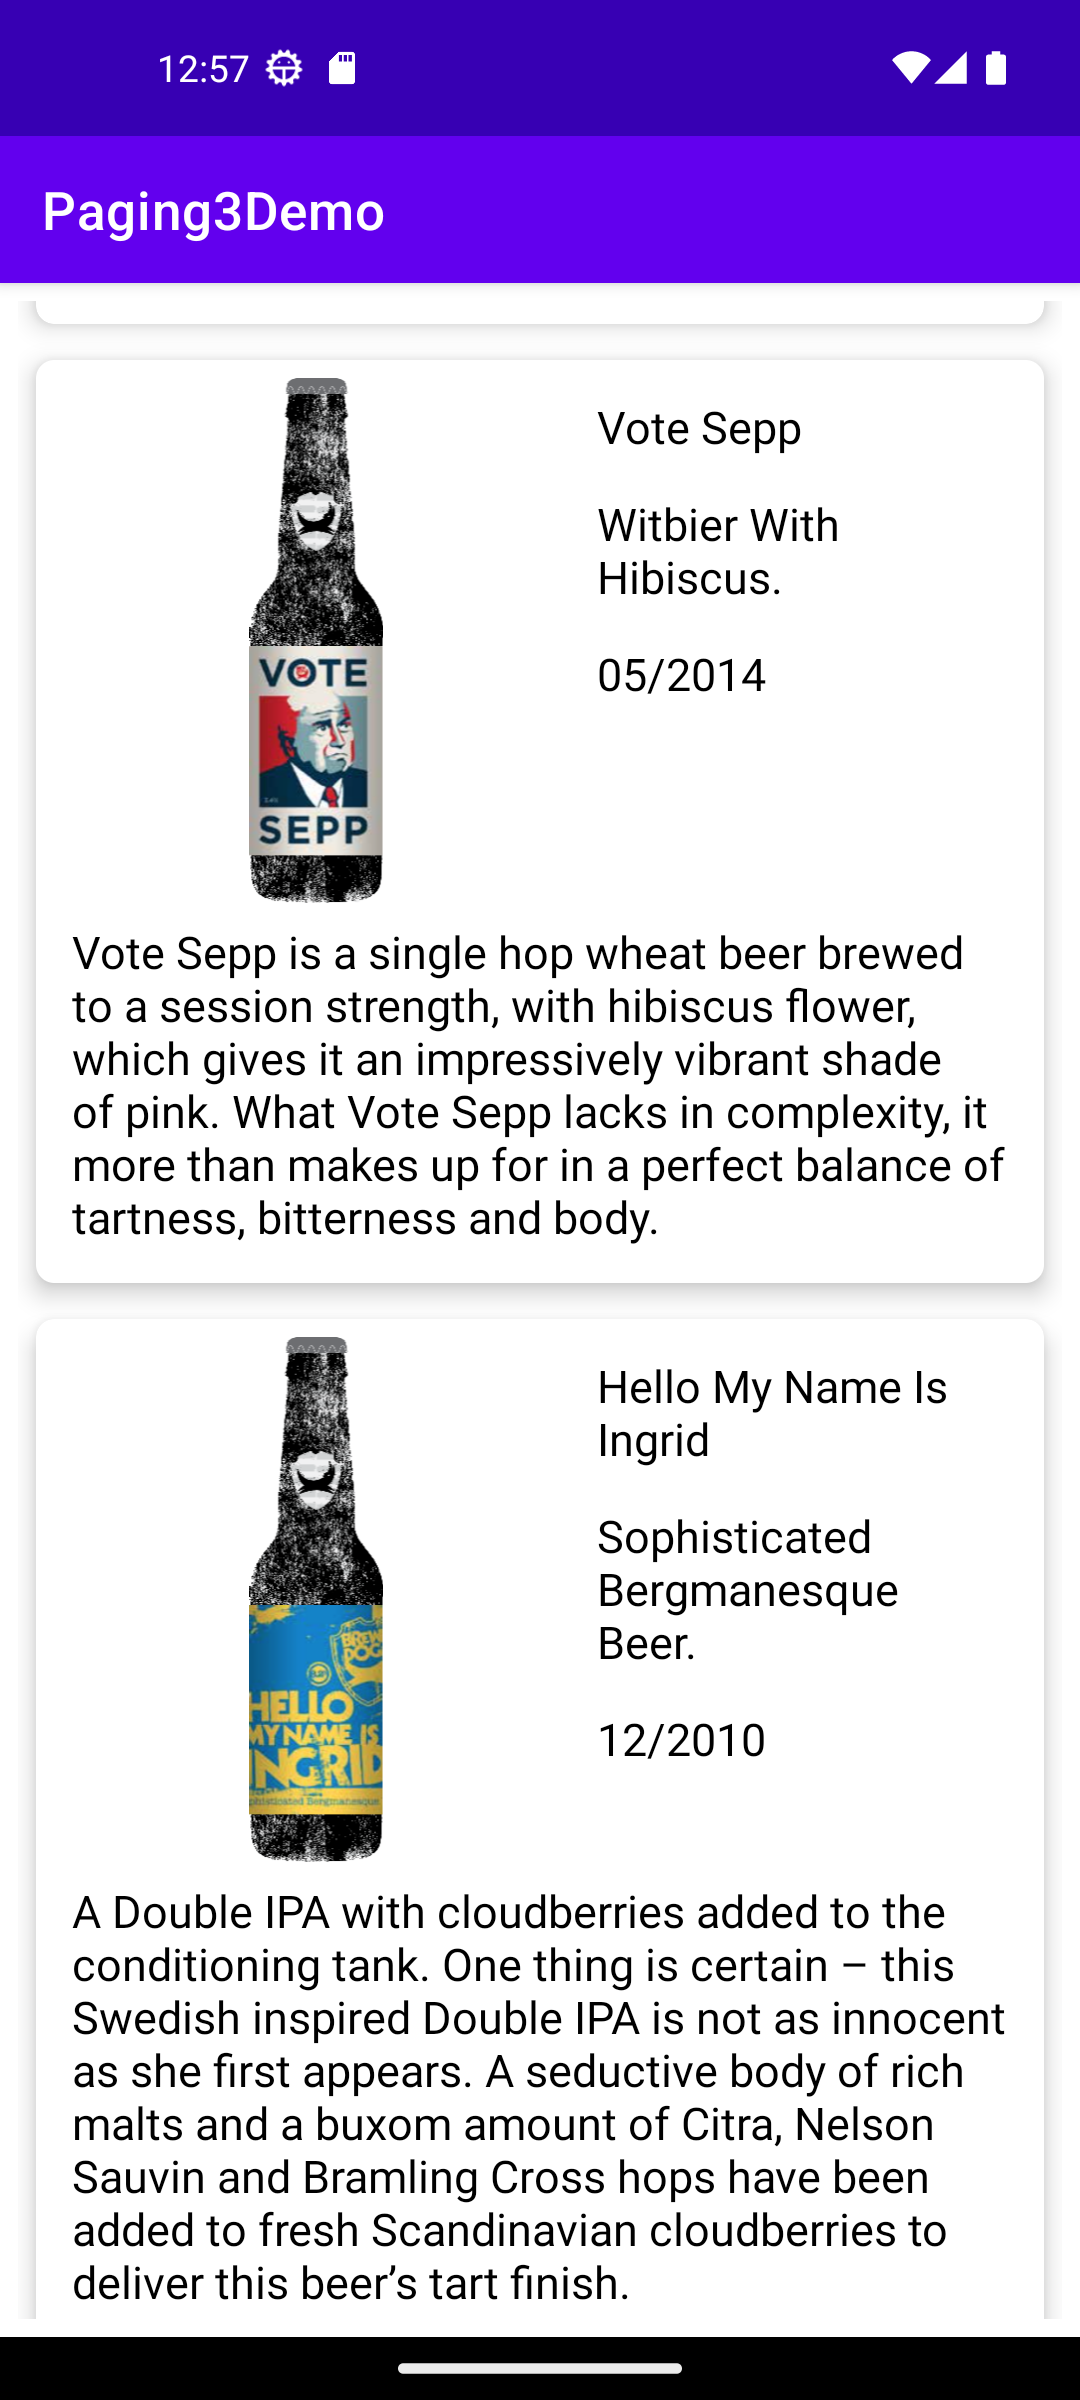 12:57
Paging3Demo
Vote Sepp
Witbier With
Hibiscus.
05/2014
VOTE
SEPP
Vote Sepp is a single hop wheat beer brewed
to a session strength, with hibiscus flower,
which gives it an impressively vibrant shade
of pink. What Vote Sepp lacks in complexity, it
more than makes up for in a perfect balance of
tartness, bitterness and body.
Hello My Name Is
Ingrid
Sophisticated
Bergmanesque
Beer.
12/2010
BREW
DOG
HELLO
MY NAME IS
INGRID
A Double IPA with cloudberries added to the
conditioning tank. One thing is certain – this
Swedish inspired Double IPA is not as innocent
as she first appears. A seductive body of rich
malts and a buxom amount of Citra, Nelson
Sauvin and Bramling Cross hops have been
added to fresh Scandinavian cloudberries to
deliver this beer’s tart finish.